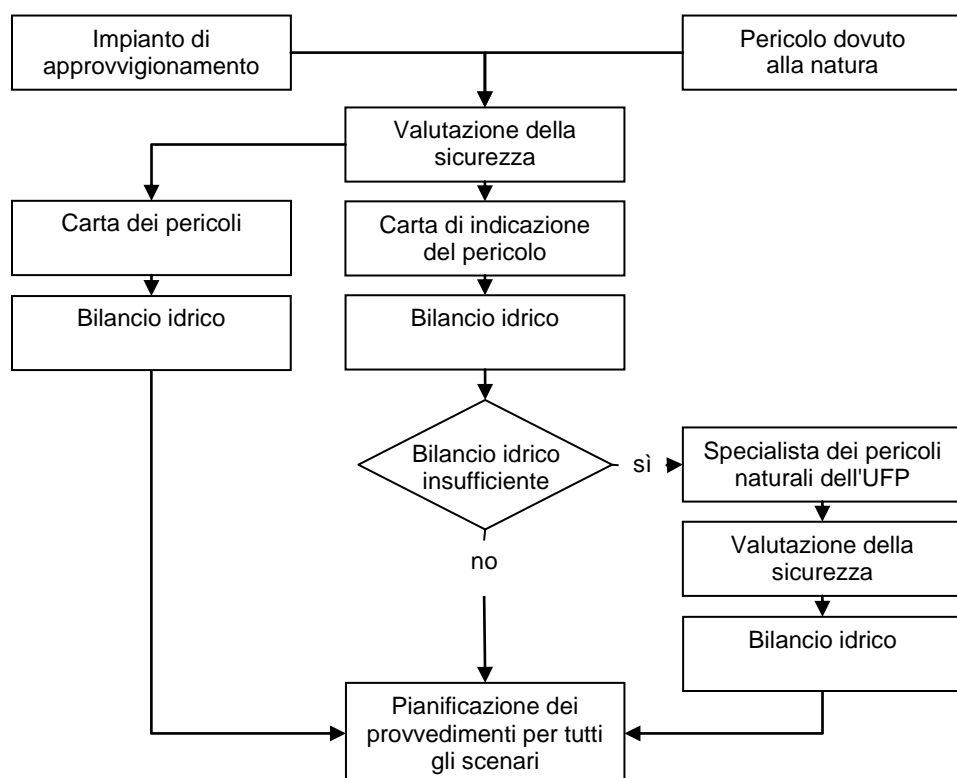 Impianto di
approvvigionamento
Pericolo dovuto
alla natura
Valutazione della
sicurezza
Carta dei pericoli
Carta di indicazione
del pericolo
Bilancio idrico
Bilancio idrico
Bilancio idrico
insufficiente
sì
Specialista dei pericoli
naturali dell'UFP
no
Valutazione della
sicurezza
Bilancio idrico
Pianificazione dei
provvedimenti per tutti
gli scenari